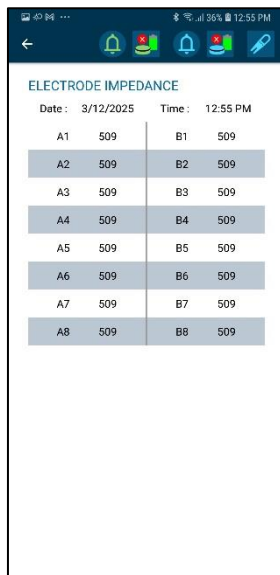 36% 12:55 PM
ELECTRODE IMPEDANCE
Date : 3/12/2025 Time : 12:55 PM
A1 509 B1 509
A2 509 B2 509
A3 509 B3 509
A4 509 B4 509
A5 509 B5 509
A6 509 B6 509
A7 509 B7 509
A8 509 B8 509